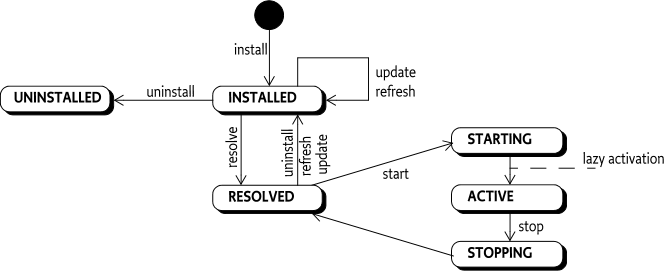 install
update
refresh
UNINSTALLED
uninstall
INSTALLED
resolve
uninstall
refresh
update
STARTING
lazy activation
start
RESOLVED
ACTIVE
stop
STOPPING